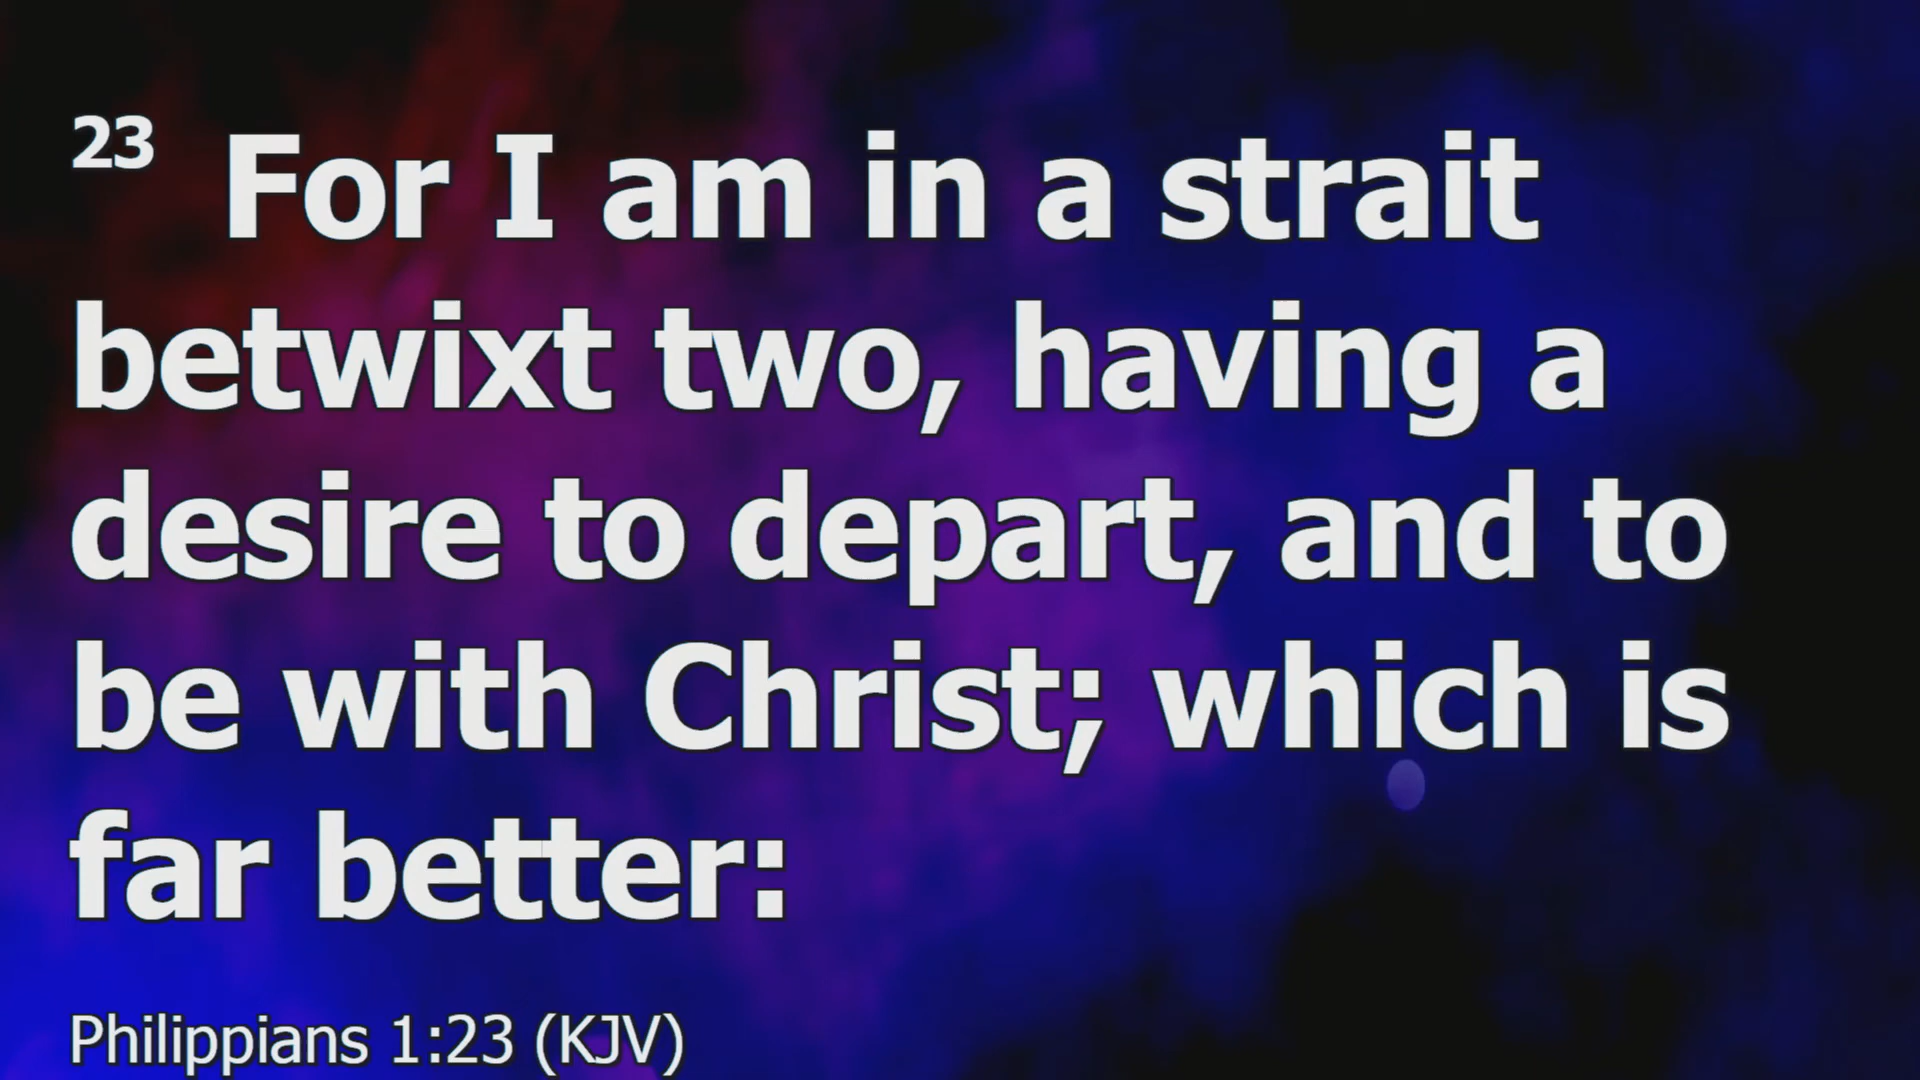 23 For I am in a strait
betwixt two, having a
desire to depart, and to
be with Christ; which is
far better:
Philippians 1:23 (KJV)